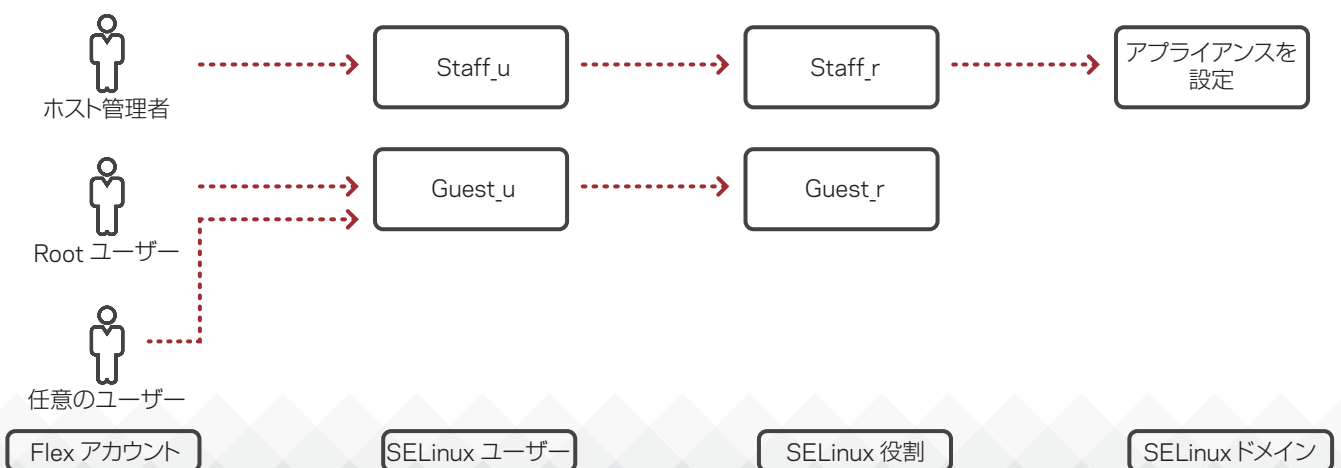 ホスト管理者
Staff_u
Staff_r
アプライアンスを
設定
Root ユーザー
Guest_u
Guest_r
任意のユーザー
Flex アカウント
SELinux ユーザー
SELinux 役割
SELinux ドメイン